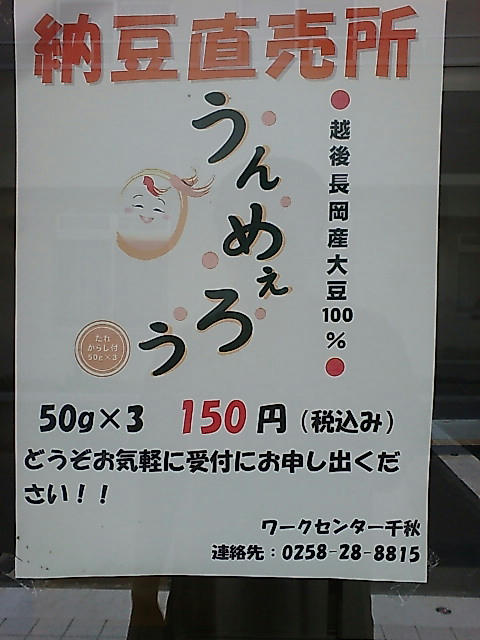 納豆直売所
●越後長岡産大豆100%●
うんめぇ
ろう
たれ
からし付
50g×3
50g×3 150円(税込み)
どうぞお気軽に受付にお申し出くだ
さい!!
ワークセンター千秋
連絡先:0258-28-8815